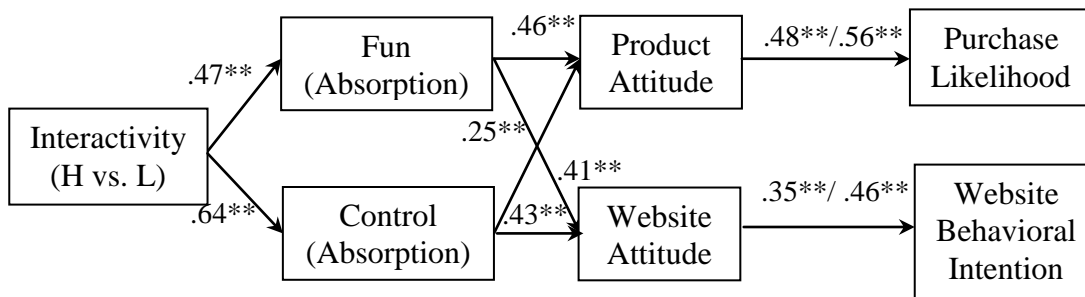 .47**
.64**
Interactivity
(H vs. L)
Fun
(Absorption)
Control
(Absorption)
.46**
.25**
.41**
.43**
Product
Attitude
Website
Attitude
.48**/.56**
.35**/ .46**
Purchase
Likelihood
Website
Behavioral
Intention